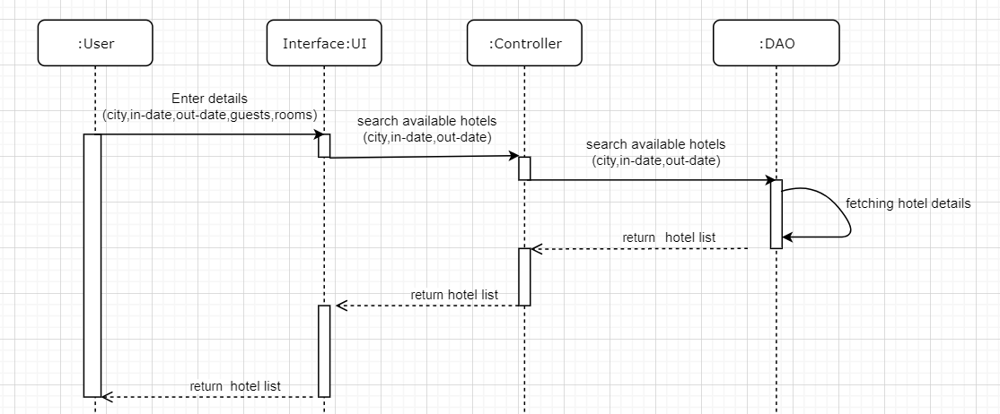 :User
Interface:UI
:Controller
:DAO
Enter details
(city,in-date,out-date,guests,rooms)
search available hotels
(city,in-date,out-date)
search available hotels
(city,in-date,out-date)
fetching hotel details
return  hotel list
return hotel list
return  hotel list